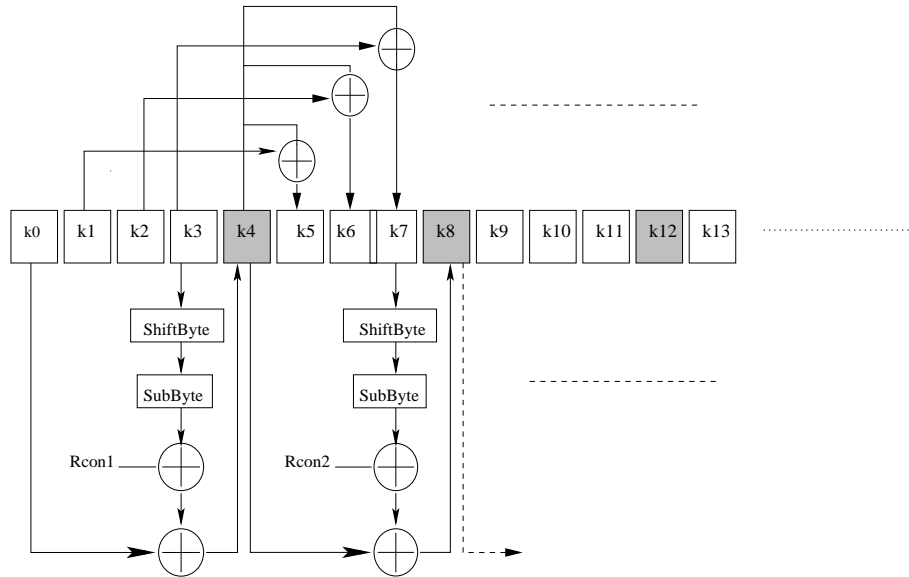 k0 k1 k2 k3 k4 k5 k6 k7 k8 k9 k10 k11 k12 k13
ShiftByte ShiftByte
SubByte SubByte
Rcon1 Rcon2